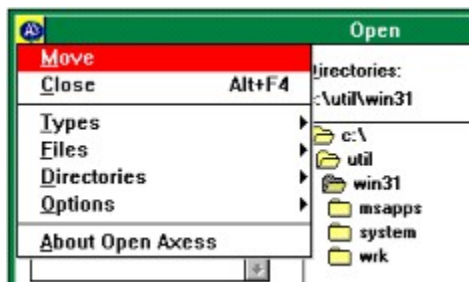 Open
Move
Close Alt+F4
Types
Files
Directories
Options
About Open Axess
Directories:
c:\util\win31
c:\
util
win31
msapps
system
wrk